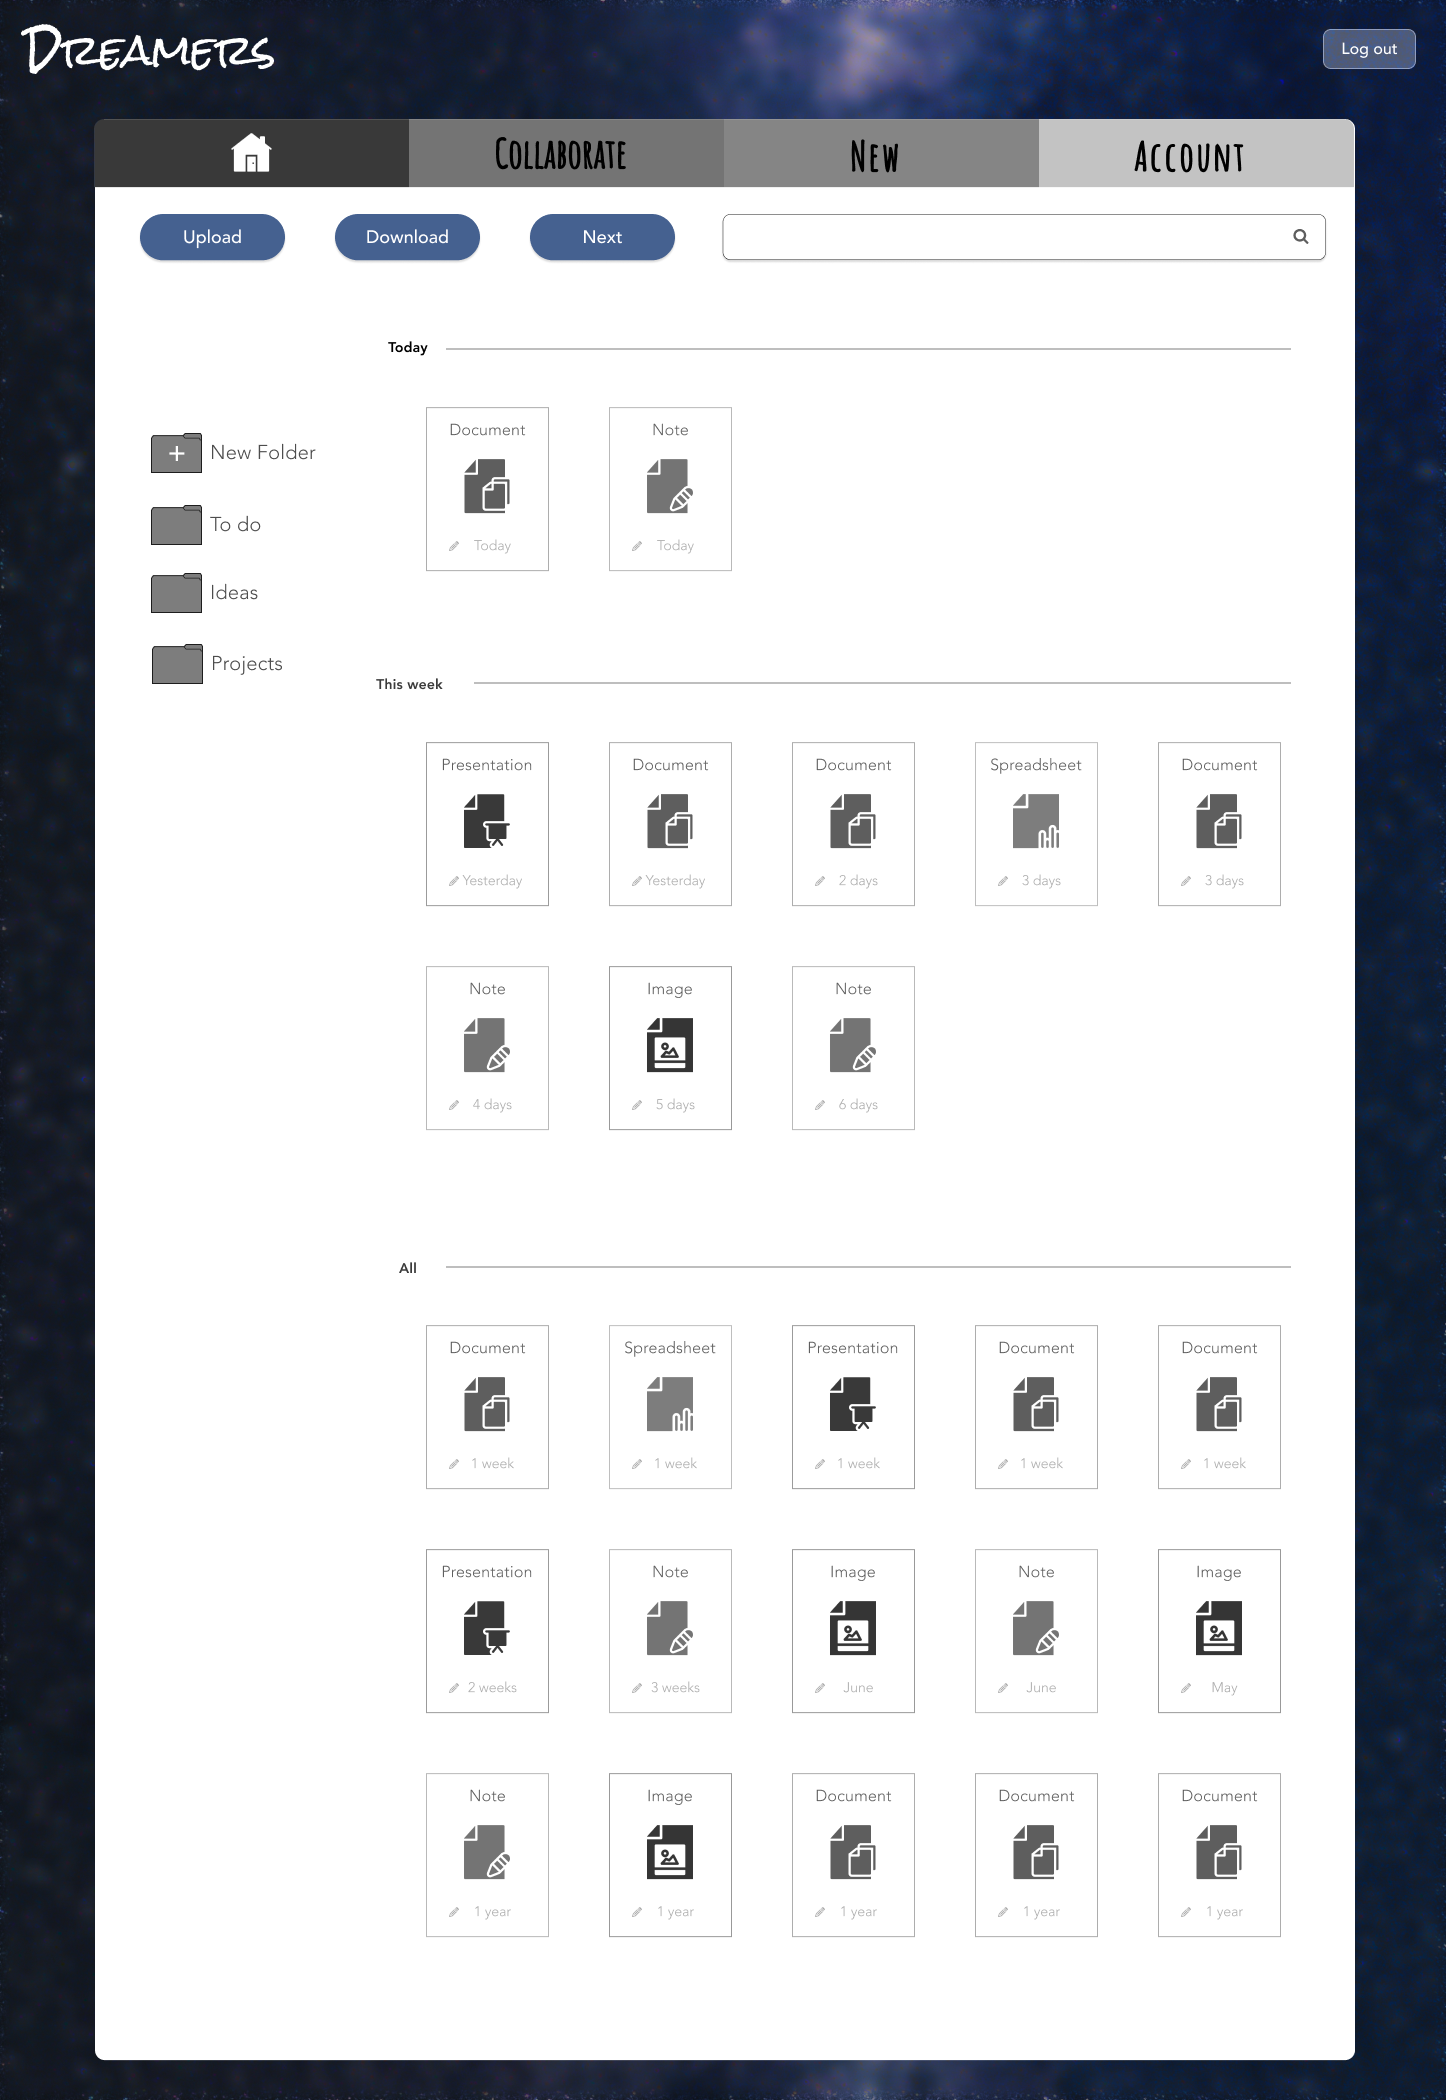 Dreamers
Log out
Collaborate
New
Account
Upload
Download
Next
Today
New Folder
To do
Ideas
Projects
Document
Note
Today
Today
This week
Presentation
Document
Document
Spreadsheet
Document
Yesterday
Yesterday
2 days
3 days
3 days
Note
Image
Note
4 days
5 days
6 days
All
Document
Spreadsheet
Presentation
Document
Document
1 week
1 week
1 week
1 week
1 week
Presentation
Note
Image
Note
Image
2 weeks
3 weeks
June
June
May
Note
Image
Document
Document
Document
1 year
1 year
1 year
1 year
1 year